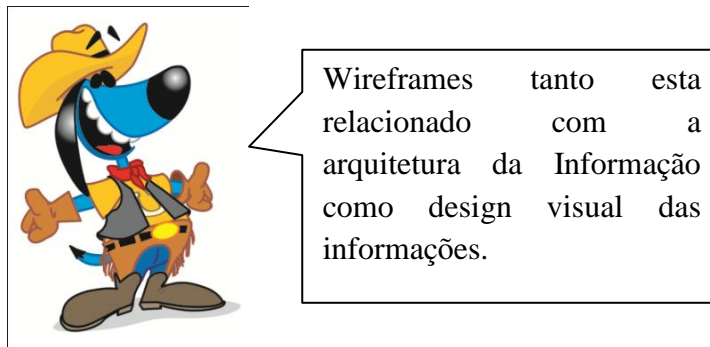 Wireframes tanto esta
relacionado com a
arquitetura da Informação
como design visual das
informações.